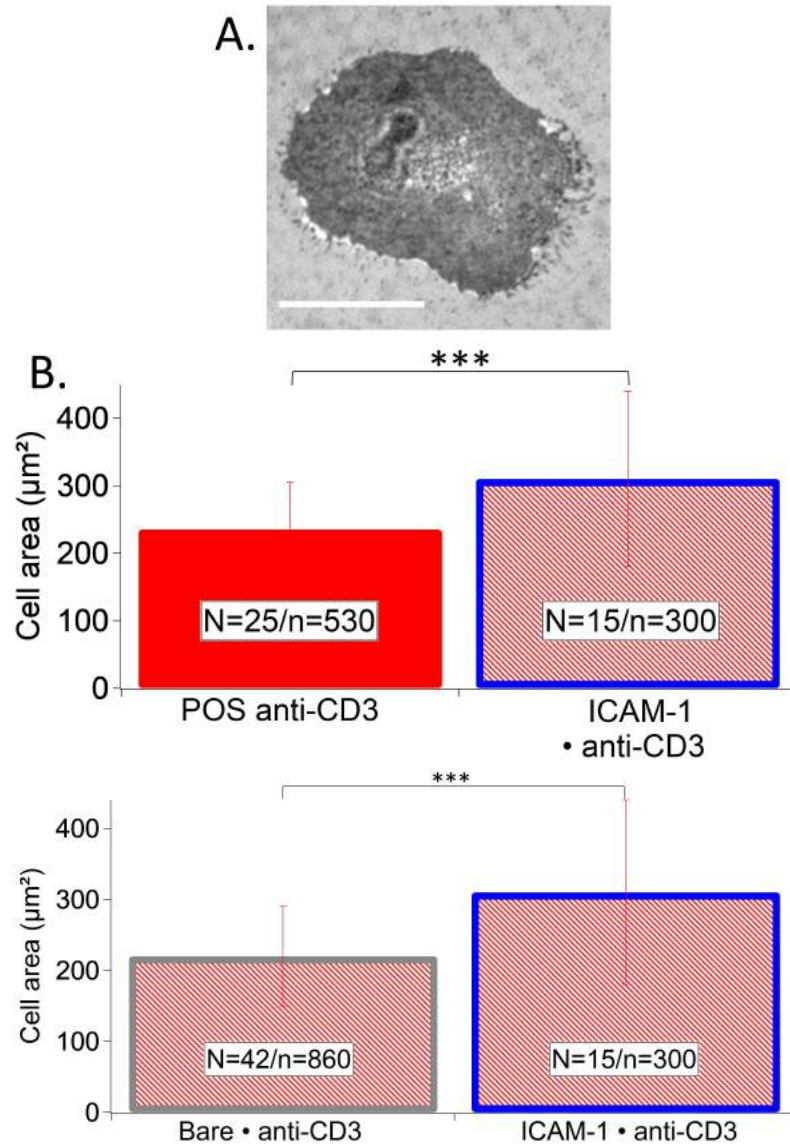 A.
B.
***
Cell area (µm²)
400
300
200
100
0
N=25/n=530
N=15/n=300
POS anti-CD3
ICAM-1
• anti-CD3
***
Cell area (µm²)
400
300
200
100
0
N=42/n=860
N=15/n=300
Bare • anti-CD3
ICAM-1 • anti-CD3